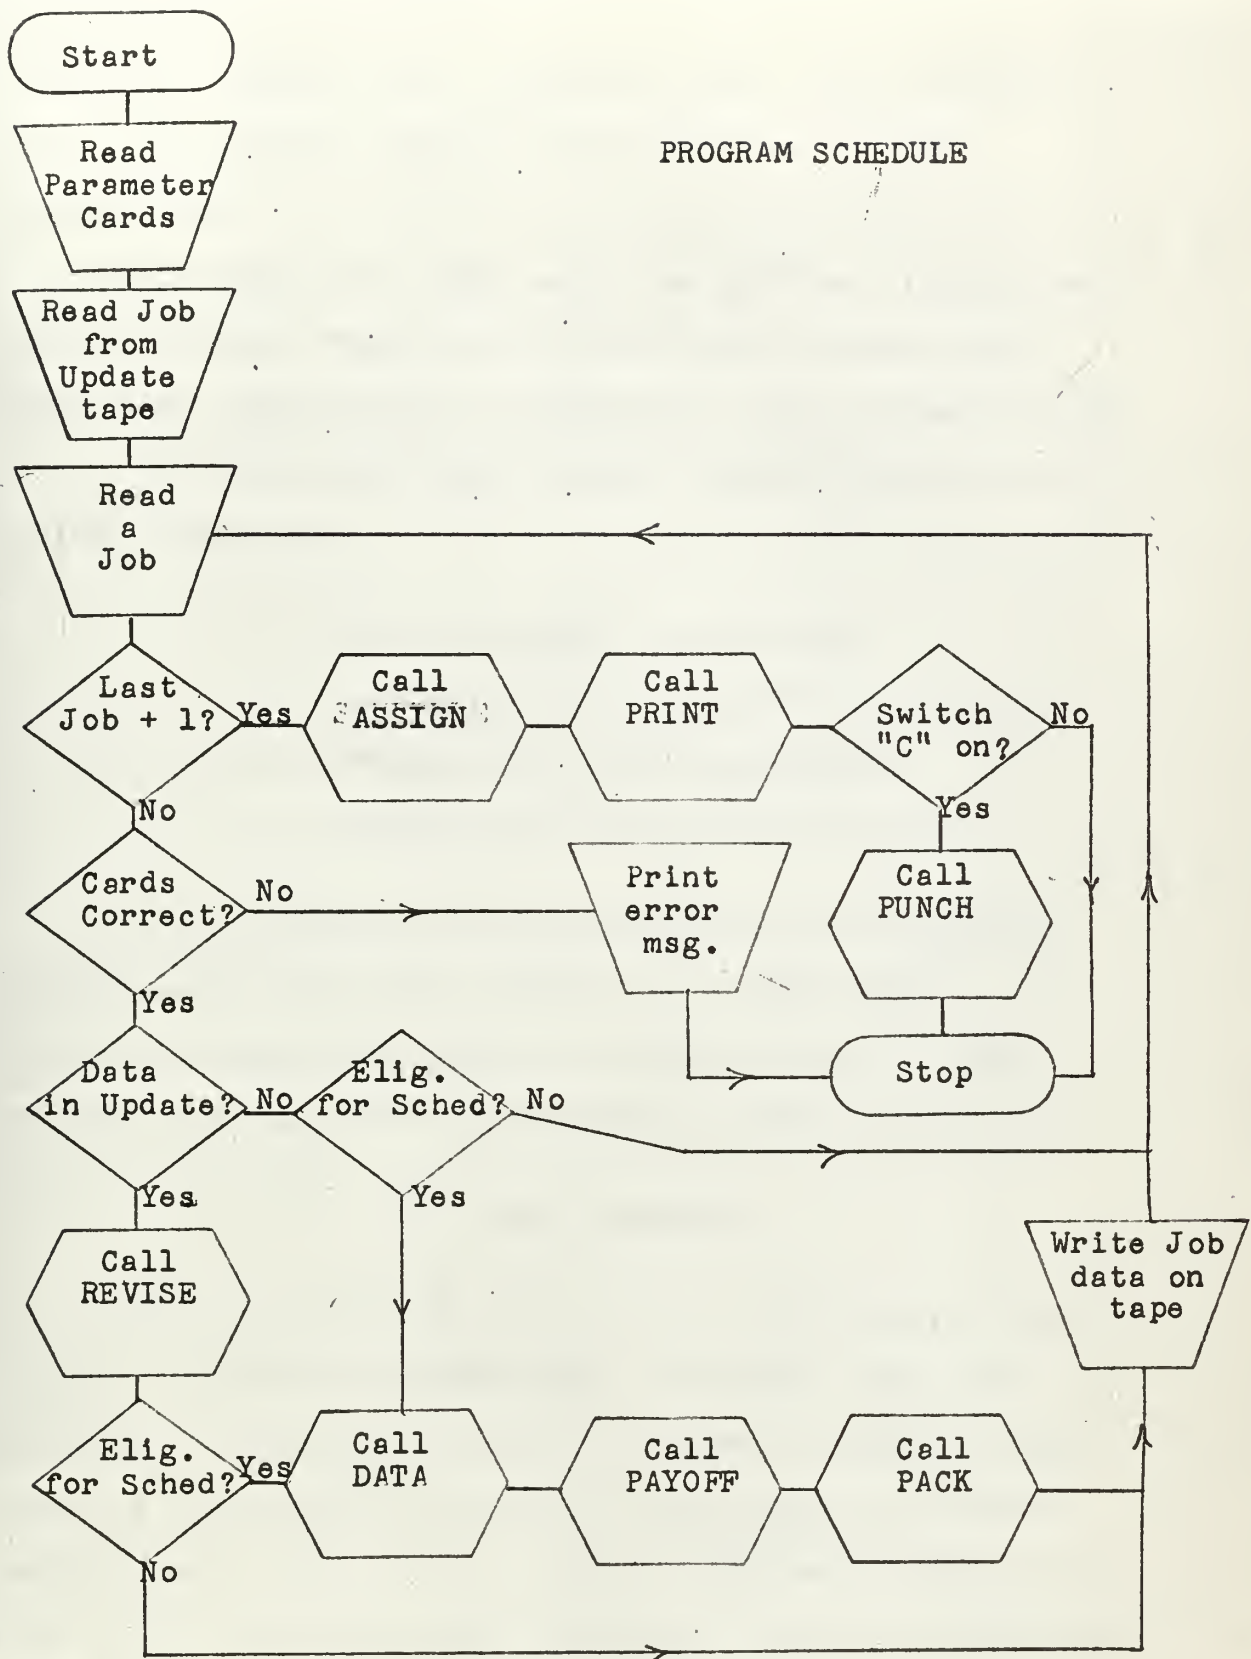 Start
PROGRAM SCHEDULE
Read
Parameter
Cards
Read Job
from
Update
tape
Read
a
Job
Last
Job + 1?
Yes
No
Call
ASSIGN
Call
PRINT
Switch
"C" on?
No
Yes
Call
PUNCH
Cards
Correct?
No
Yes
Print
error
msg.
Stop
Data
in Update?
No
Yes
Elig.
for Sched?
No
Yes
Call
REVISE
Write Job
data on
tape
Elig.
for Sched?
Yes
No
Call
DATA
Call
PAYOFF
Call
PACK